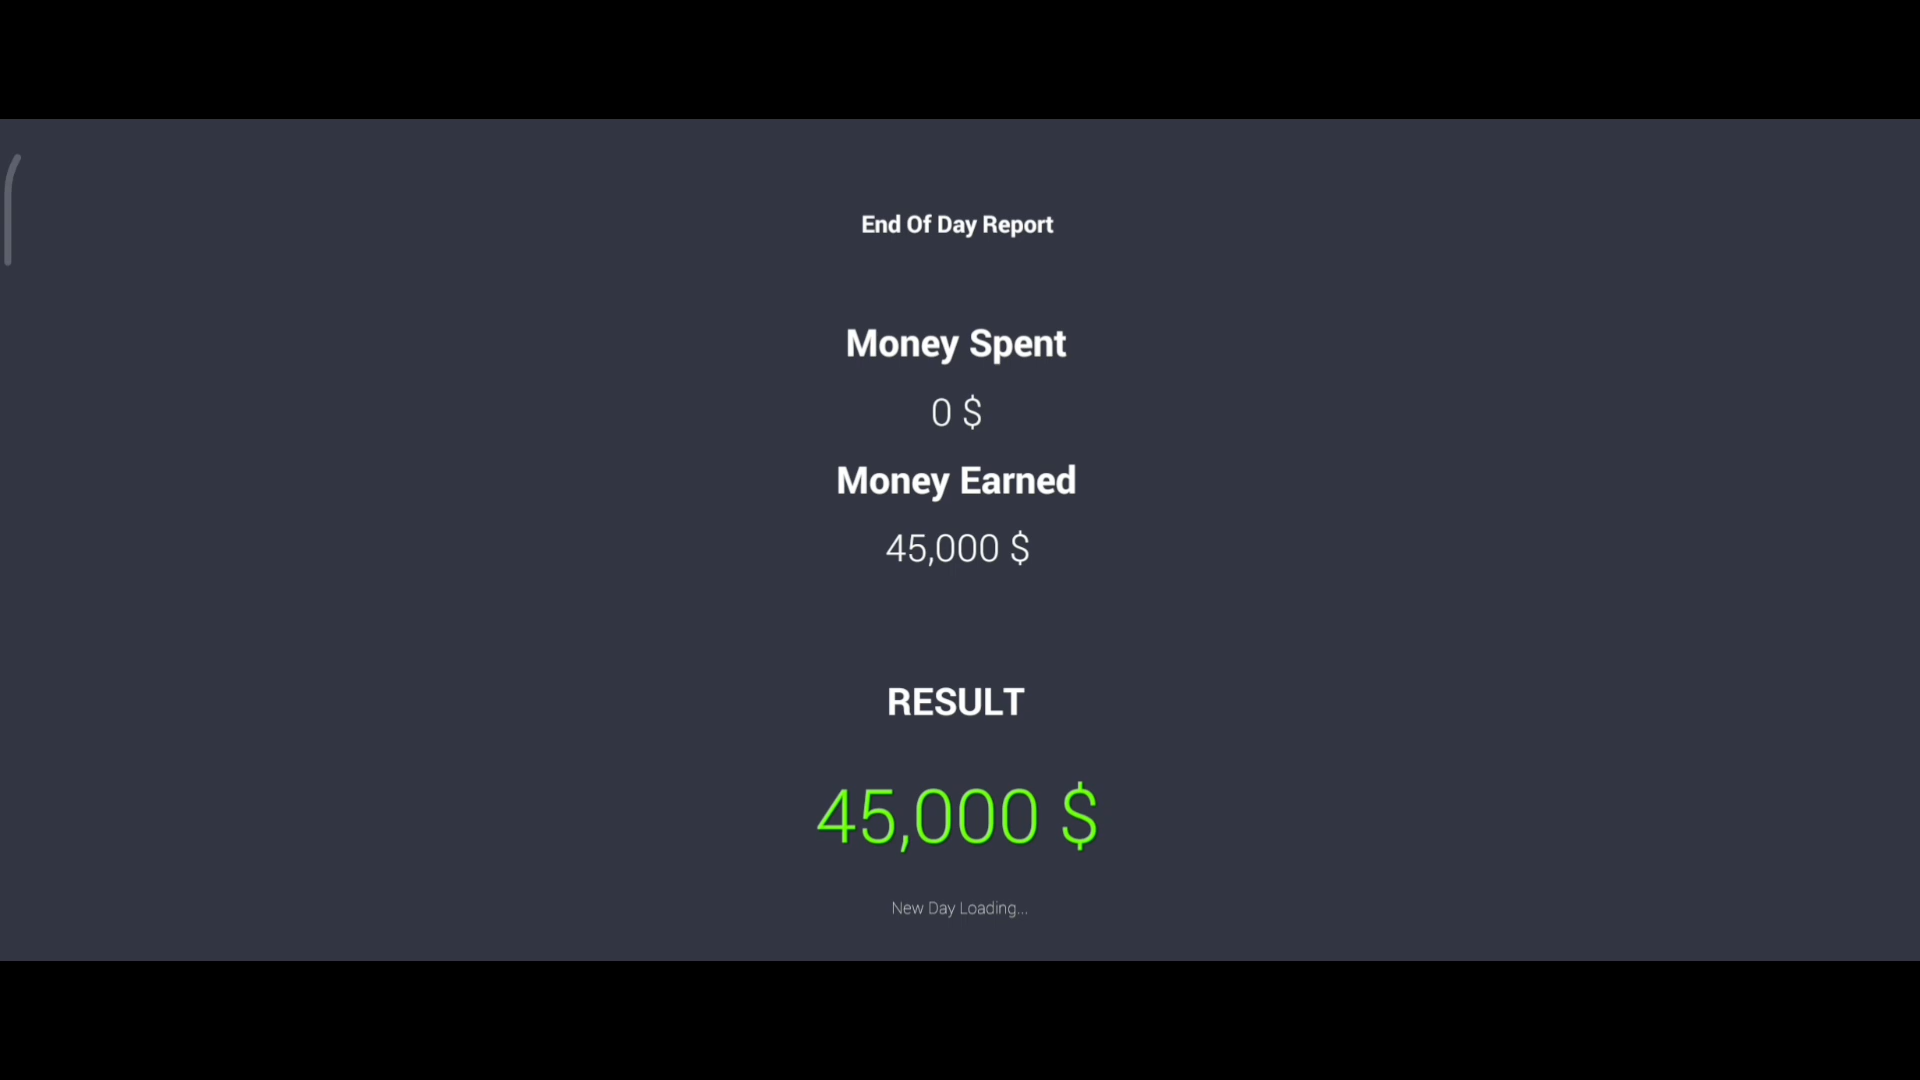 End Of Day Report
Money Spent
0 $
Money Earned
45,000 $
RESULT
45,000 $
New Day Loading...